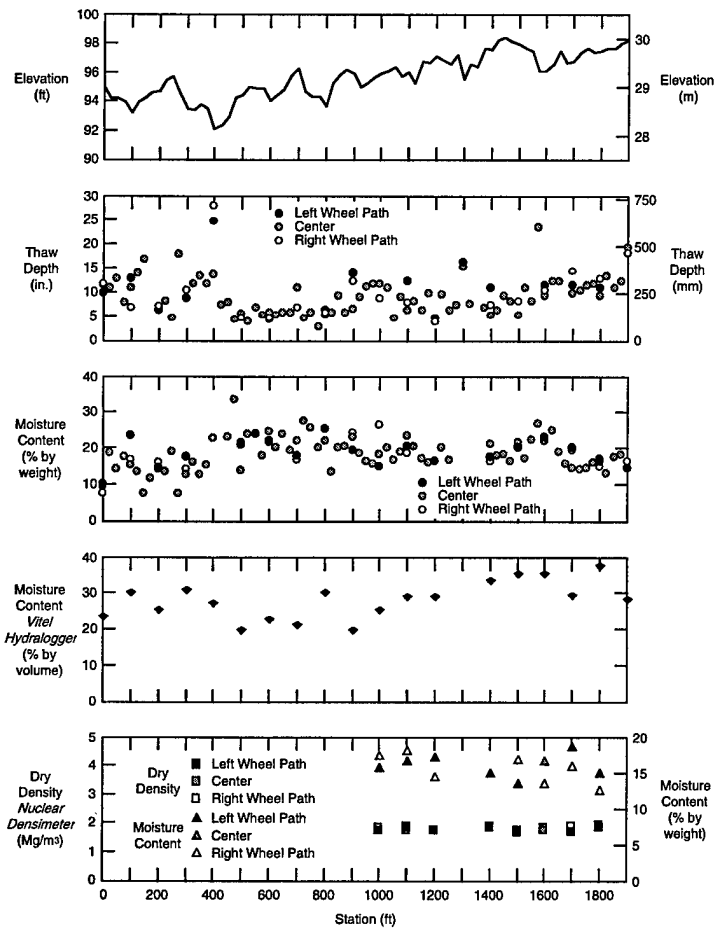 100
98
96
94
92
90
Elevation
(ft)
30
29
28
Elevation
(m)
30
25
20
15
10
5
0
Thaw
Depth
(in.)
Left Wheel Path
Center
Right Wheel Path
750
500
250
0
Thaw
Depth
(mm)
40
30
20
10
0
Moisture
Content
(% by
weight)
Left Wheel Path
Center
Right Wheel Path
40
30
20
10
0
Moisture
Content
Vitel
Hydralogger
(% by
volume)
5
4
3
2
1
0
Dry
Density
Nuclear
Densimeter
(Mg/m3)
Dry
Density
Left Wheel Path
Center
Right Wheel Path
Moisture
Content
Left Wheel Path
Center
Right Wheel Path
20
15
10
5
0
Moisture
Content
(% by
weight)
0 200 400 600 800 1000 1200 1400 1600 1800
Station (ft)